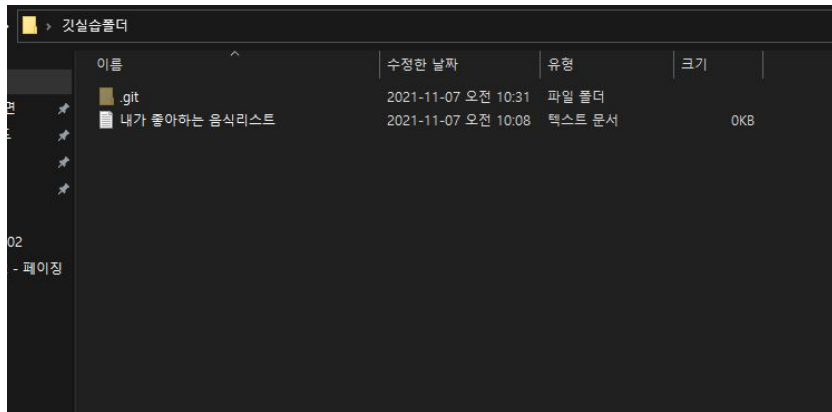 깃실습폴더
이름 수정한 날짜 유형 크기
.git 2021-11-07 오전 10:31 파일 폴더
내가 좋아하는 음식리스트 2021-11-07 오전 10:08 텍스트 문서 0KB
면
02
- 페이징